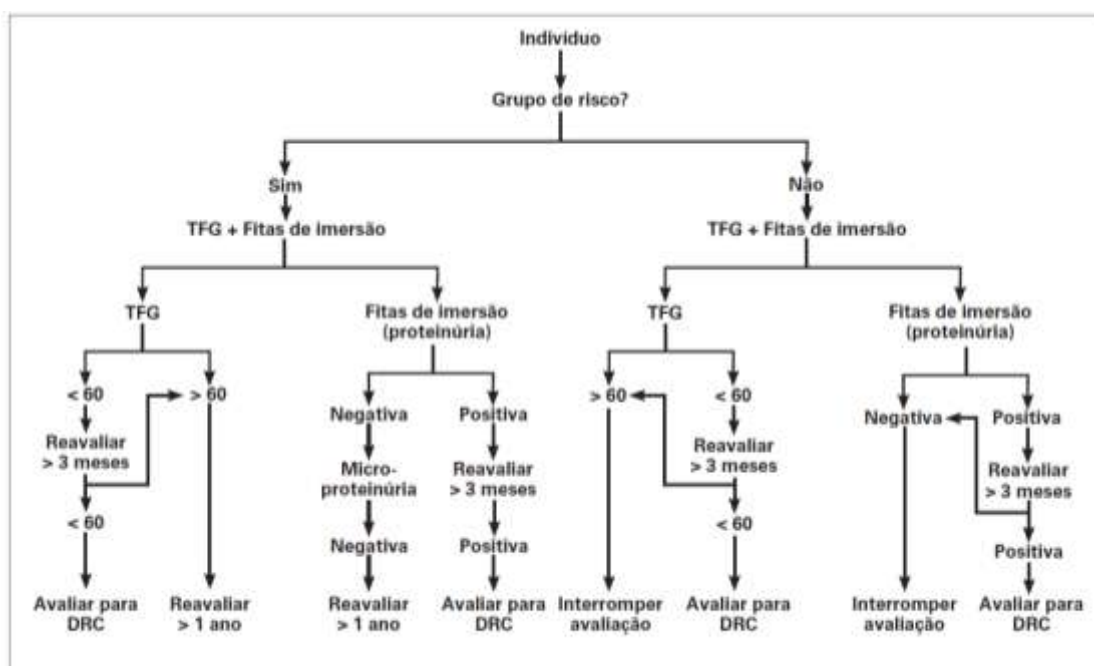 Indivíduo
Grupo de risco?
Sim
Não
TFG + Fitas de imersão
TFG + Fitas de imersão
TFG
Fitas de imersão
(proteinúria)
TFG
Fitas de imersão
(proteinúria)
< 60
> 60
Negativa
Positiva
> 60
< 60
Negativa
Positiva
Reavaliar
> 3 meses
Micro-
proteinúria
Reavaliar
> 3 meses
Reavaliar
> 3 meses
Reavaliar
> 3 meses
< 60
Negativa
Positiva
< 60
Positiva
Avaliar para
DRC
Reavaliar
> 1 ano
Reavaliar
> 1 ano
Avaliar para
DRC
Interromper
avaliação
Avaliar para
DRC
Interromper
avaliação
Avaliar para
DRC